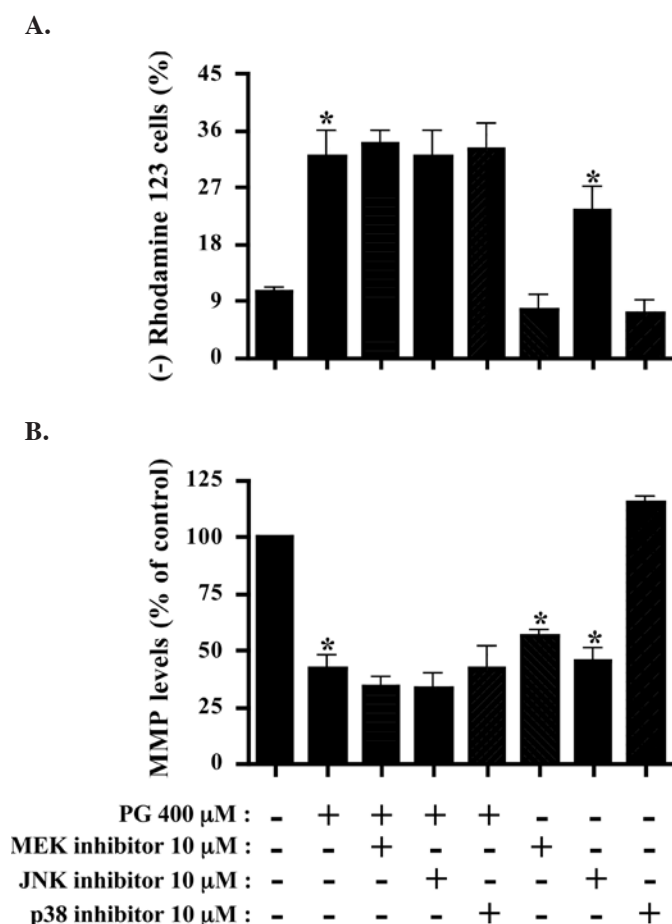 A.
(-) Rhodamine 123 cells (%)
45
36
27
18
9
0
*
*
B.
MMP levels (% of control)
125
100
75
50
25
0
*
*
*
PG 400 μM : - + + + + - - -
MEK inhibitor 10 μM : - - + - - + - -
JNK inhibitor 10 μM : - - - + - - + -
p38 inhibitor 10 μM : - - - - + - - +